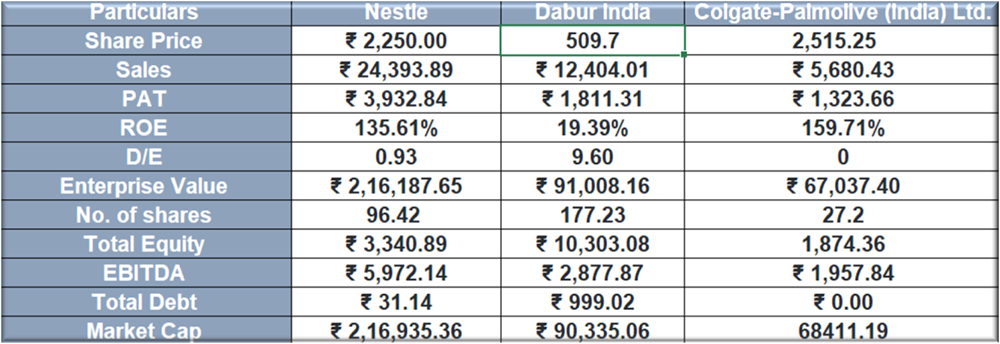 Particulars Nestle Dabur India Colgate-Palmolive (India) Ltd.
Share Price ₹ 2,250.00 509.7 2,515.25
Sales ₹ 24,393.89 ₹ 12,404.01 ₹ 5,680.43
PAT ₹ 3,932.84 ₹ 1,811.31 ₹ 1,323.66
ROE 135.61% 19.39% 159.71%
D/E 0.93 9.60 0
Enterprise Value ₹ 2,16,187.65 ₹ 91,008.16 ₹ 67,037.40
No. of shares 96.42 177.23 27.2
Total Equity ₹ 3,340.89 ₹ 10,303.08 1,874.36
EBITDA ₹ 5,972.14 ₹ 2,877.87 ₹ 1,957.84
Total Debt ₹ 31.14 ₹ 999.02 ₹ 0.00
Market Cap ₹ 2,16,935.36 ₹ 90,335.06 68411.19